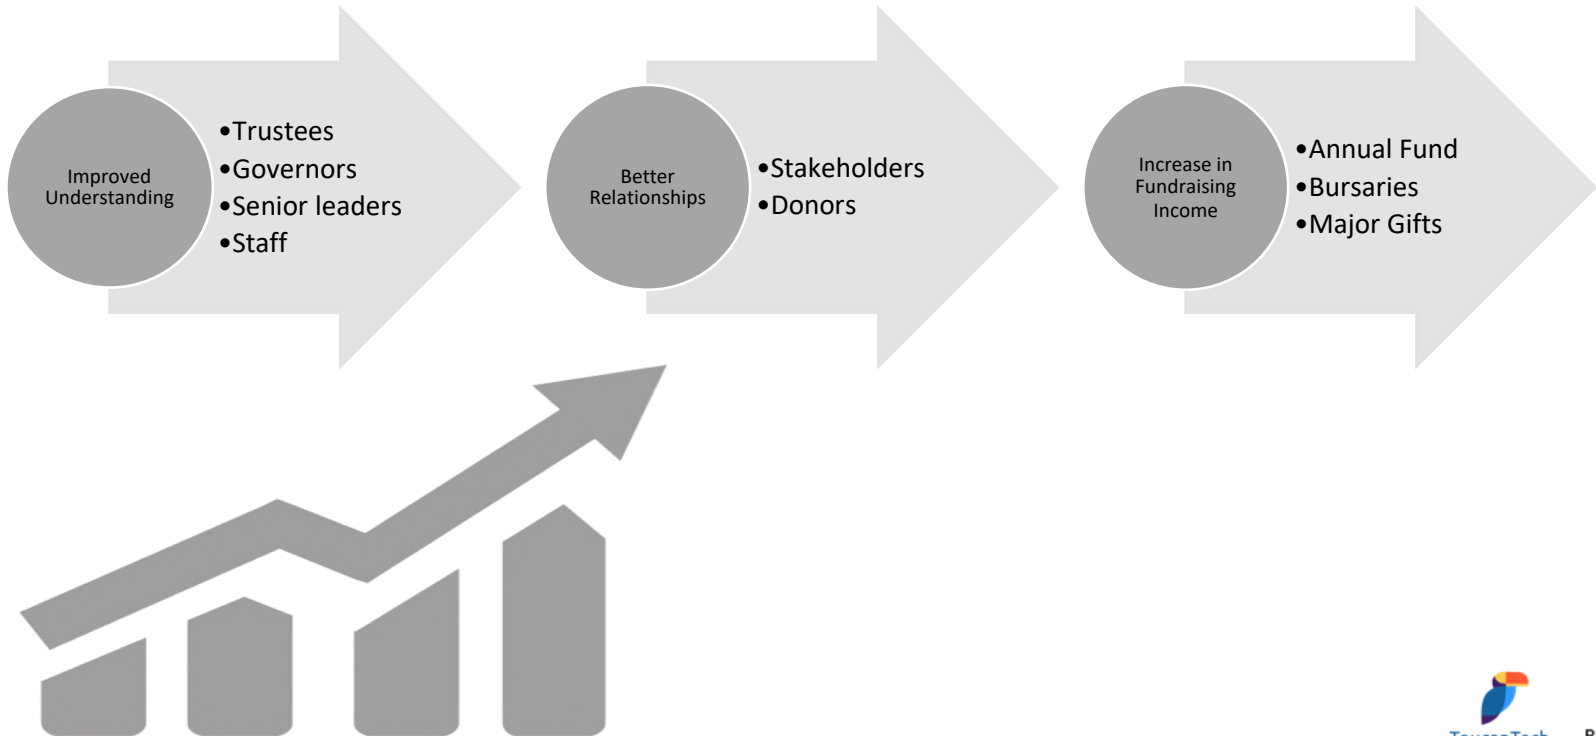 Improved
Understanding
•Trustees
•Governors
•Senior leaders
•Staff
Better
Relationships
•Stakeholders
•Donors
Increase in
Fundraising
Income
•Annual Fund
•Bursaries
•Major Gifts
ToucanTech